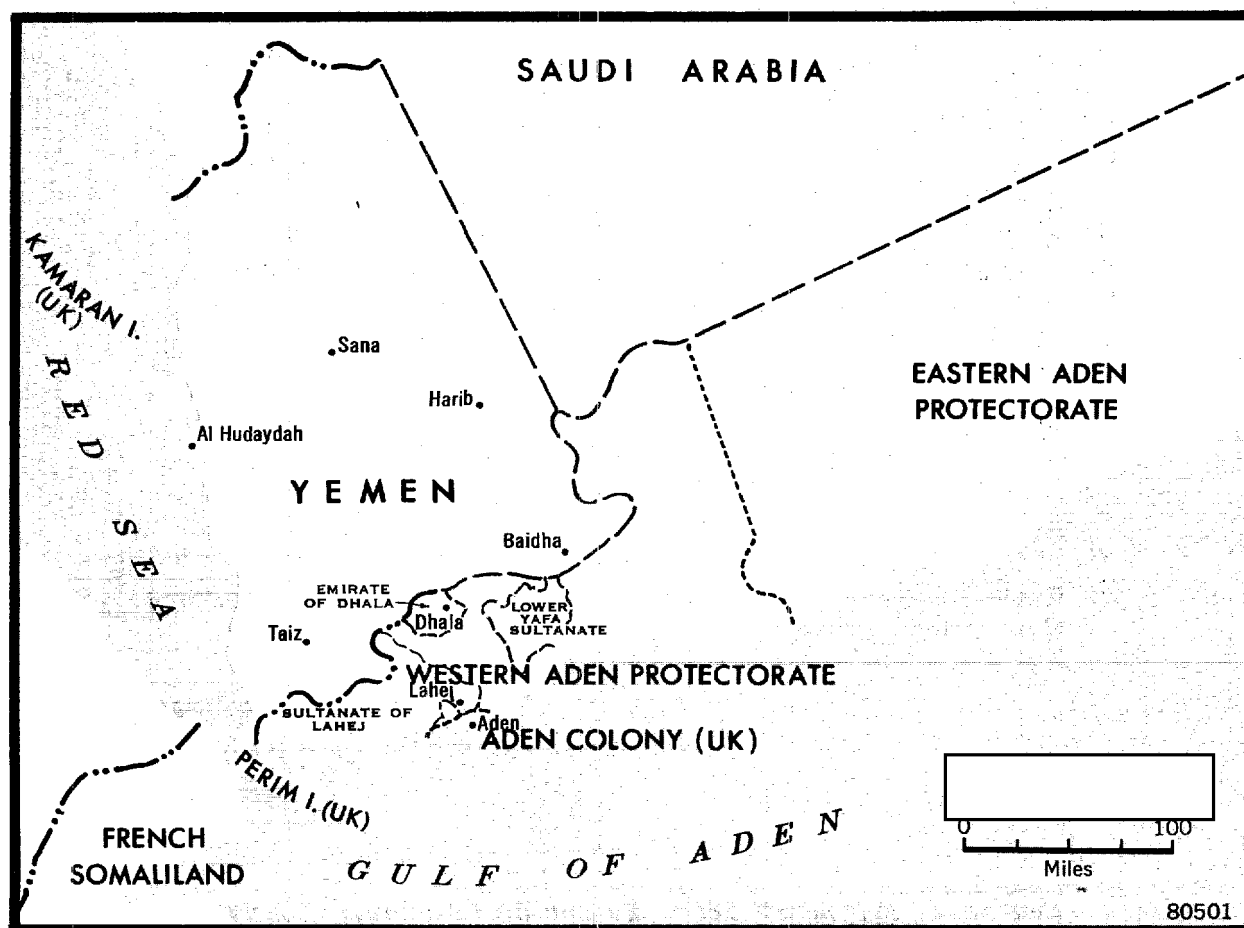 SAUDI ARABIA
KAMARAN I.
(UK)
RED SEA
Sana
Harib
Al Hudaydah
EASTERN ADEN
PROTECTORATE
YEMEN
Baidha
EMIRATE
OF DHALA
Dhala
LOWER
YAFA
SULTANATE
Taiz
WESTERN ADEN PROTECTORATE
Lahej
SULTANATE OF
LAHEJ
Aden
ADEN COLONY (UK)
PERIM I. (UK)
FRENCH
SOMALILAND
GULF OF ADEN
0 100
Miles
80501